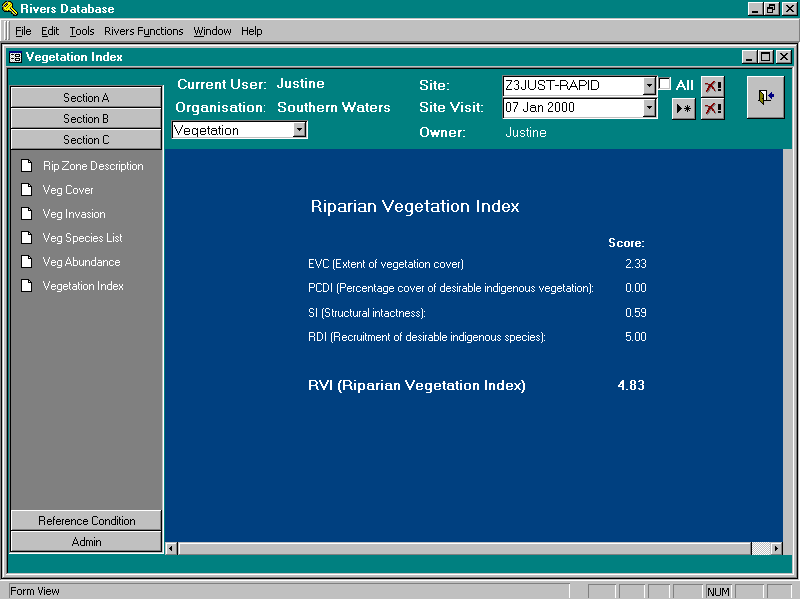 Rivers Database
File Edit Tools Rivers Functions Window Help
Vegetation Index
Current User: Justine
Site: Z3JUST-RAPID All
Organisation: Southern Waters
Site Visit: 07 Jan 2000
Vegetation
Owner: Justine
Section A
Section B
Section C
Rip Zone Description
Veg Cover
Veg Invasion
Veg Species List
Veg Abundance
Vegetation Index
Reference Condition
Admin
Riparian Vegetation Index
Score:
EVC (Extent of vegetation cover) 2.33
PCDI (Percentage cover of desirable indigenous vegetation): 0.00
SI (Structural intactness): 0.59
RDI (Recruitment of desirable indigenous species): 5.00
RVI (Riparian Vegetation Index) 4.83
Form View NUM